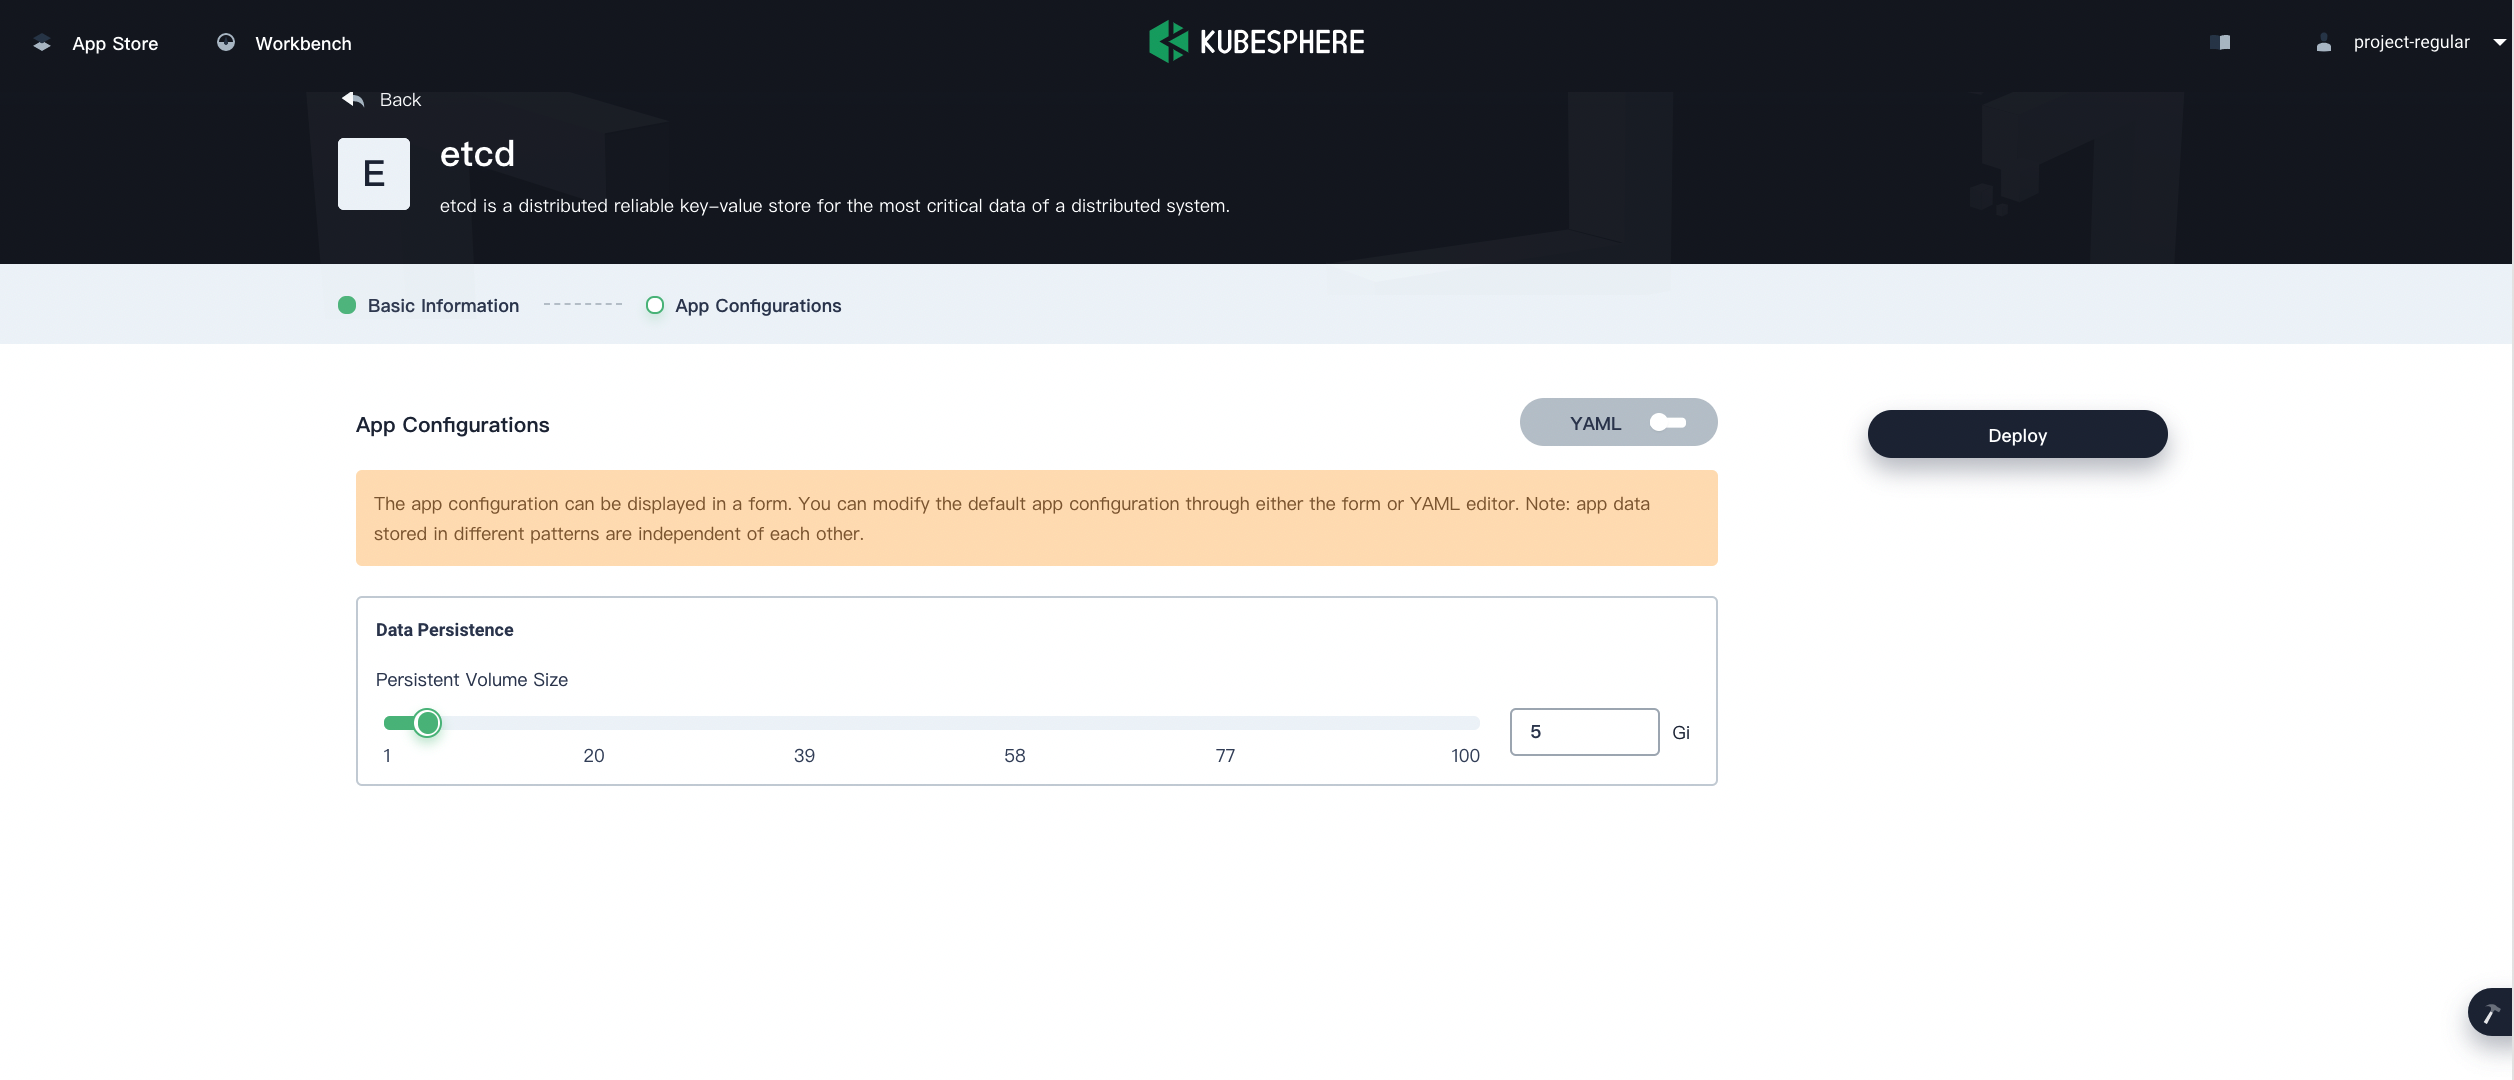 App Store
Workbench
KUBESPHERE
project-regular
Back
E
etcd
etcd is a distributed reliable key–value store for the most critical data of a distributed system.
Basic Information
App Configurations
App Configurations
YAML
Deploy
The app configuration can be displayed in a form. You can modify the default app configuration through either the form or YAML editor. Note: app data
stored in different patterns are independent of each other.
Data Persistence
Persistent Volume Size
5
Gi
1 20 39 58 77 100